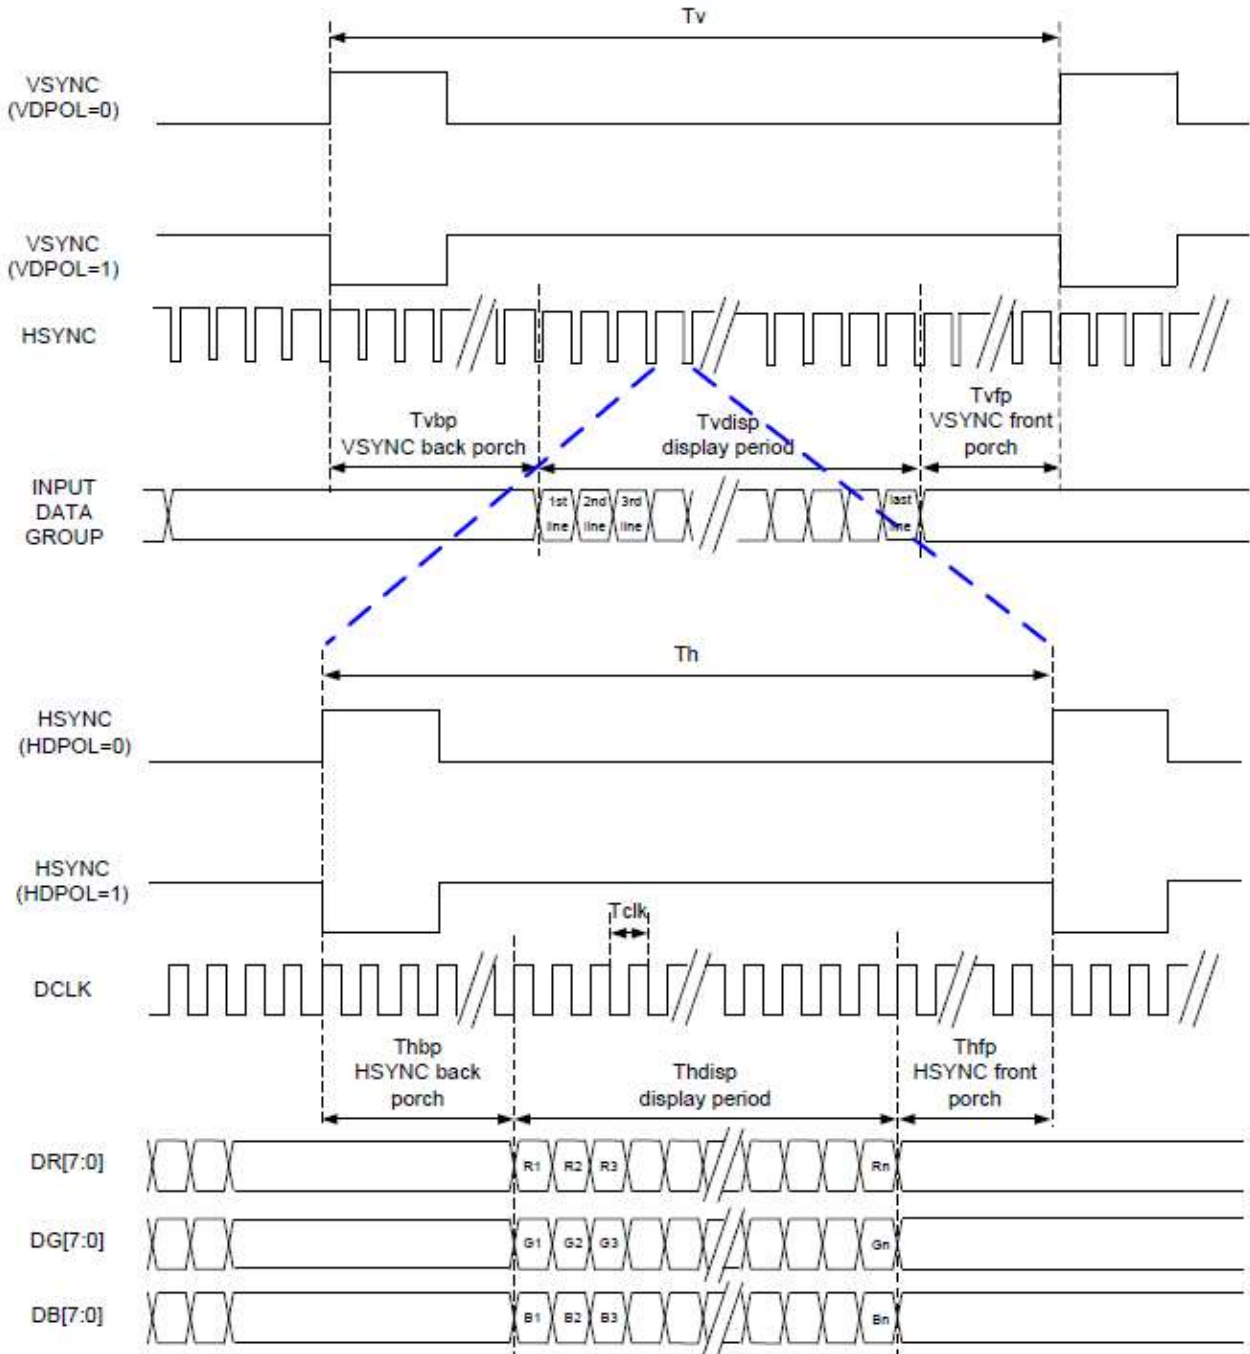 Tv
VSYNC
(VDPOL=0)
VSYNC
(VDPOL=1)
HSYNC
Tvbp
VSYNC back porch
Tvdisp
display period
Tvfp
VSYNC front
porch
INPUT
DATA
GROUP
1st
line
2nd
line
3rd
line
last
line
Th
HSYNC
(HDPOL=0)
HSYNC
(HDPOL=1)
Tclk
DCLK
Thbp
HSYNC back
porch
Thdisp
display period
Thfp
HSYNC front
porch
DR[7:0]
R1 R2 R3 Rn
DG[7:0]
G1 G2 G3 Gn
DB[7:0]
B1 B2 B3 Bn